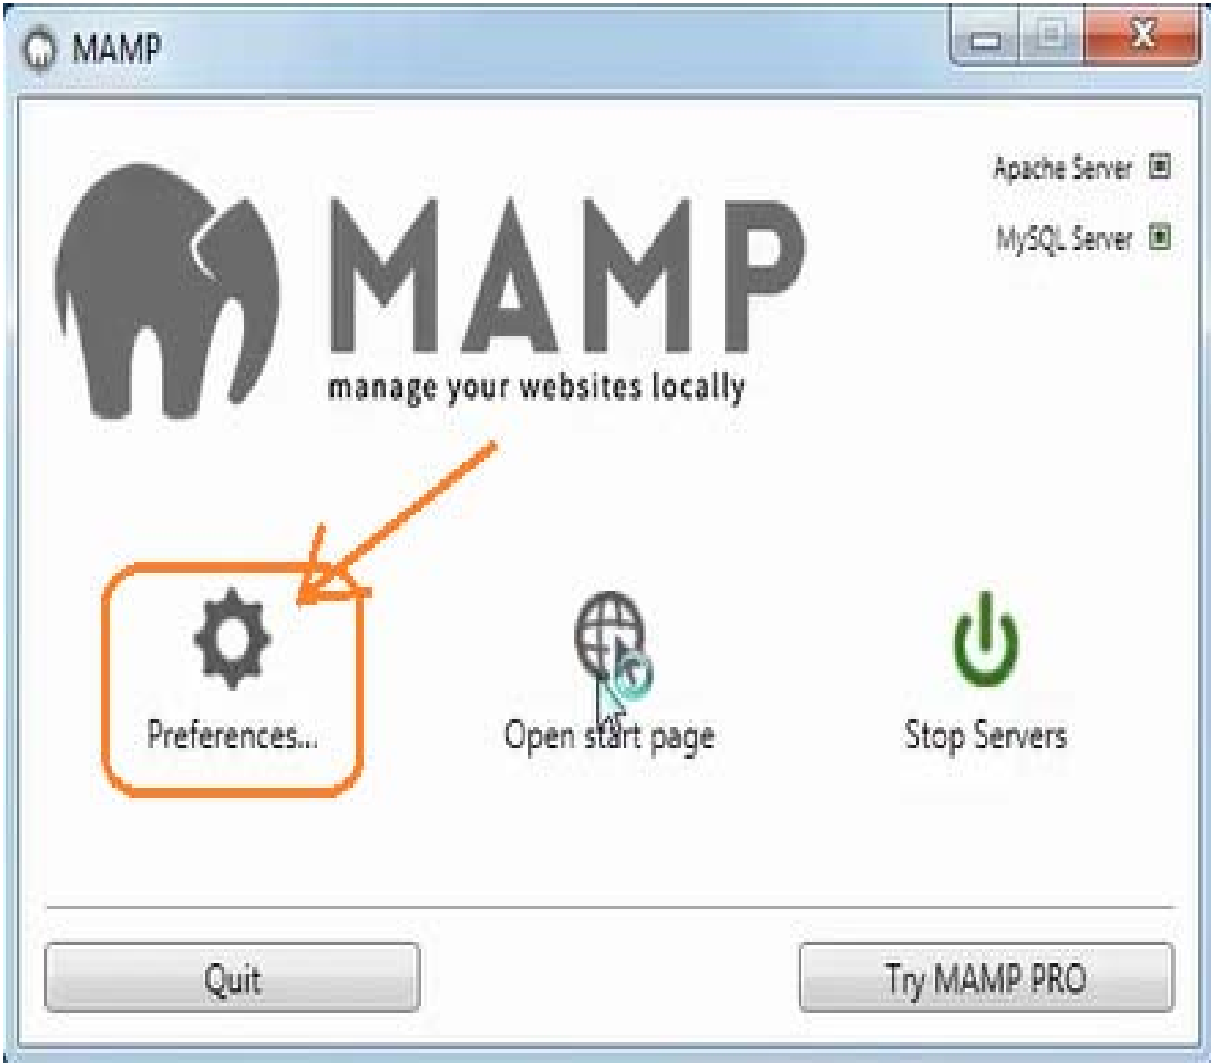 MAMP
Apache Server
MySQL Server
MAMP
manage your websites locally
Preferences...
Open start page
Stop Servers
Quit
Try MAMP PRO